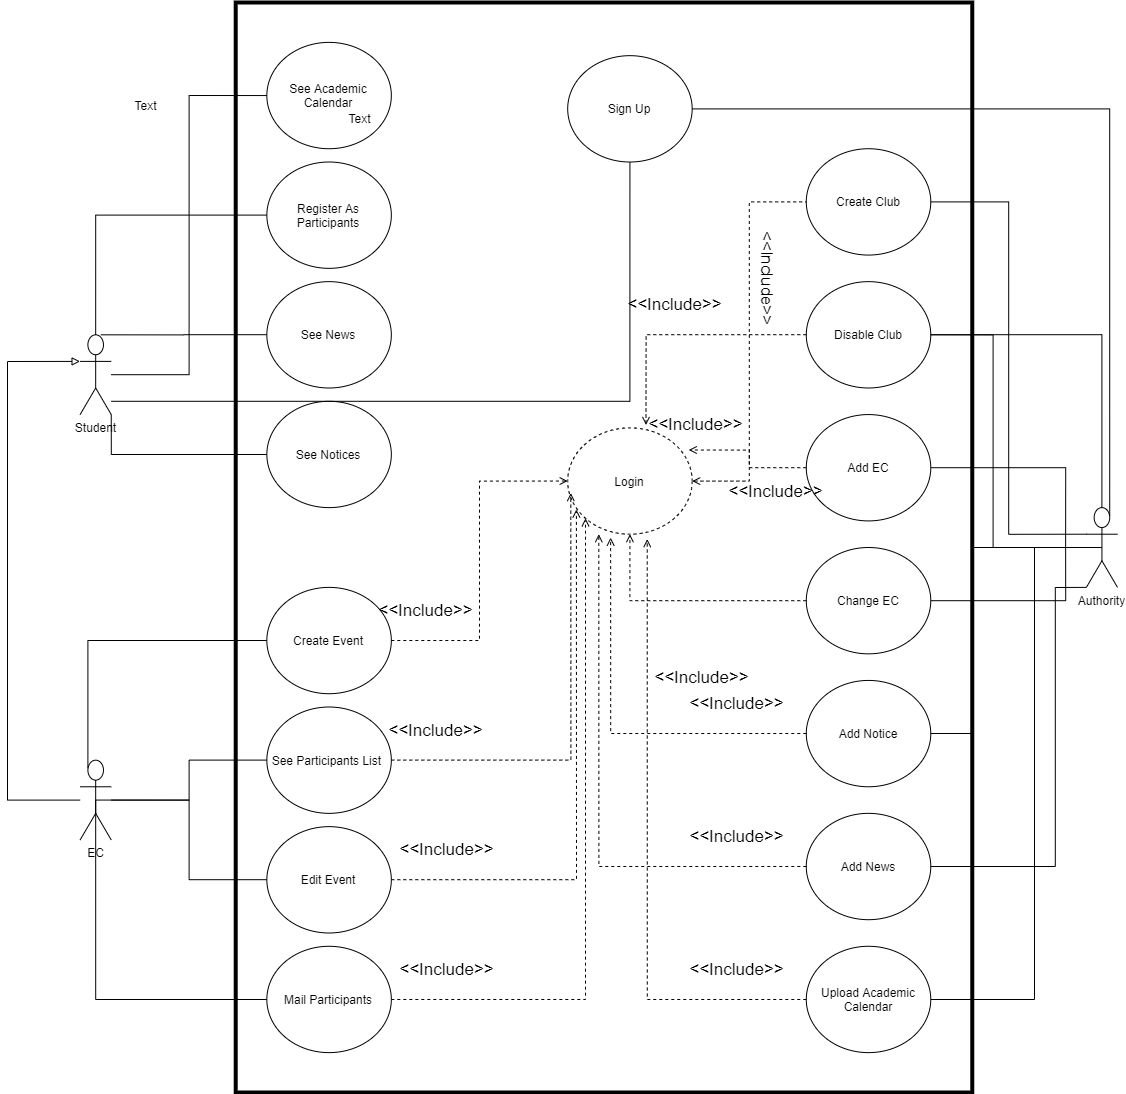 See Academic
Calendar
Text
Text
Sign Up
Register As
Participants
Create Club
<<Include>>
<<Include>>
See News
Disable Club
Student
<<Include>>
See Notices
Login
Add EC
<<Include>>
Change EC
Authority
<<Include>>
Create Event
<<Include>>
<<Include>>
<<Include>>
Add Notice
See Participants List
EC
<<Include>>
<<Include>>
Edit Event
Add News
<<Include>>
<<Include>>
Mail Participants
Upload Academic
Calendar